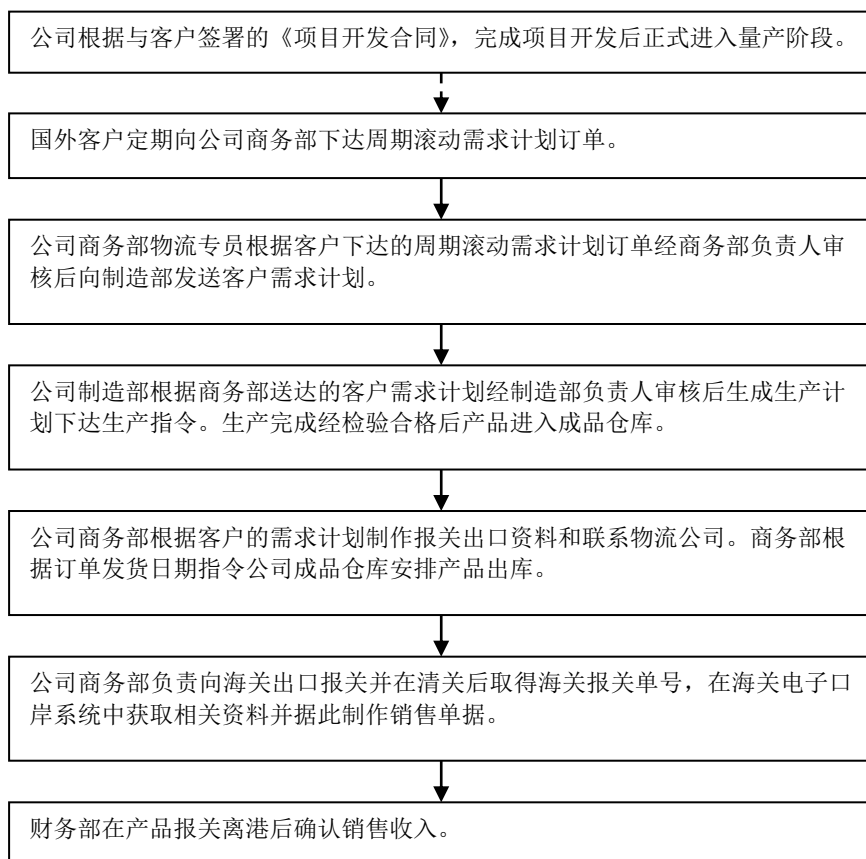 公司根据与客户签署的《项目开发合同》，完成项目开发后正式进入量产阶段。
国外客户定期向公司商务部下达周期滚动需求计划订单。
公司商务部物流专员根据客户下达的周期滚动需求计划订单经商务部负责人审
核后向制造部发送客户需求计划。
公司制造部根据商务部送达的客户需求计划经制造部负责人审核后生成生产计
划下达生产指令。生产完成经检验合格后产品进入成品仓库。
公司商务部根据客户的需求计划制作报关出口资料和联系物流公司。商务部根
据订单发货日期指令公司成品仓库安排产品出库。
公司商务部负责向海关出口报关并在清关后取得海关报关单号，在海关电子口
岸系统中获取相关资料并据此制作销售单据。
财务部在产品报关离港后确认销售收入。